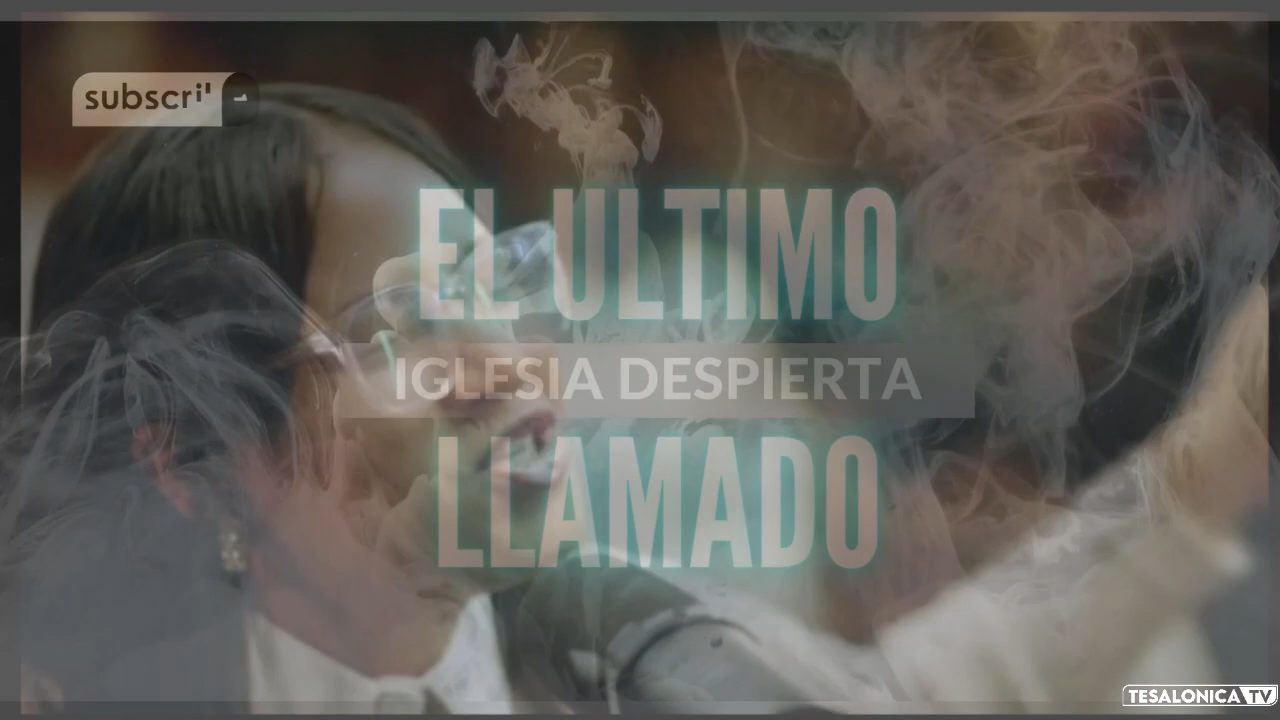 subscri
EL ULTIMO
IGLESIA DESPIERTA
LLAMADO
TESALONICA TV